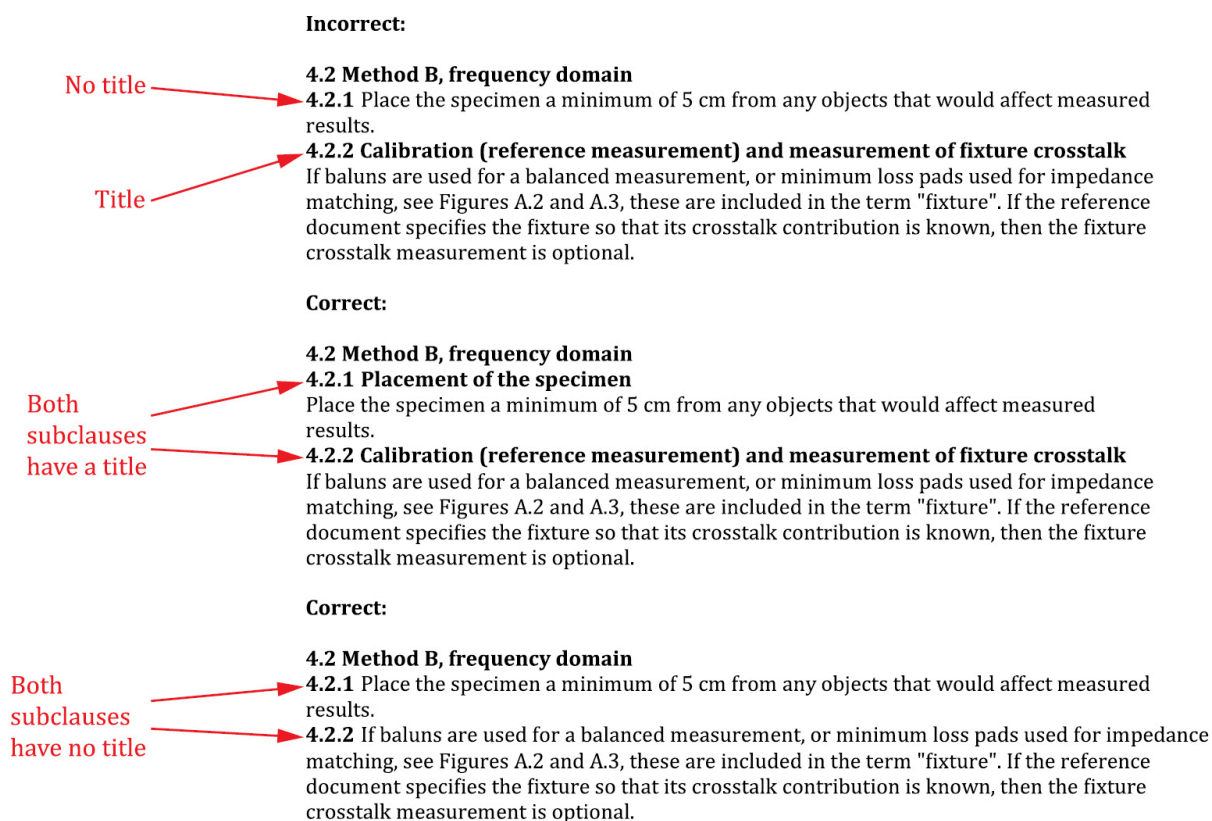 Incorrect:
4.2 Method B, frequency domain
No title
4.2.1 Place the specimen a minimum of 5 cm from any objects that would affect measured
results.
4.2.2 Calibration (reference measurement) and measurement of fixture crosstalk
Title
If baluns are used for a balanced measurement, or minimum loss pads used for impedance
matching, see Figures A.2 and A.3, these are included in the term "fixture". If the reference
document specifies the fixture so that its crosstalk contribution is known, then the fixture
crosstalk measurement is optional.
Correct:
4.2 Method B, frequency domain
4.2.1 Placement of the specimen
Both
subclauses
have a title
Place the specimen a minimum of 5 cm from any objects that would affect measured
results.
4.2.2 Calibration (reference measurement) and measurement of fixture crosstalk
If baluns are used for a balanced measurement, or minimum loss pads used for impedance
matching, see Figures A.2 and A.3, these are included in the term "fixture". If the reference
document specifies the fixture so that its crosstalk contribution is known, then the fixture
crosstalk measurement is optional.
Correct:
4.2 Method B, frequency domain
Both
subclauses
have no title
4.2.1 Place the specimen a minimum of 5 cm from any objects that would affect measured
results.
4.2.2 If baluns are used for a balanced measurement, or minimum loss pads used for impedance
matching, see Figures A.2 and A.3, these are included in the term "fixture". If the reference
document specifies the fixture so that its crosstalk contribution is known, then the fixture
crosstalk measurement is optional.